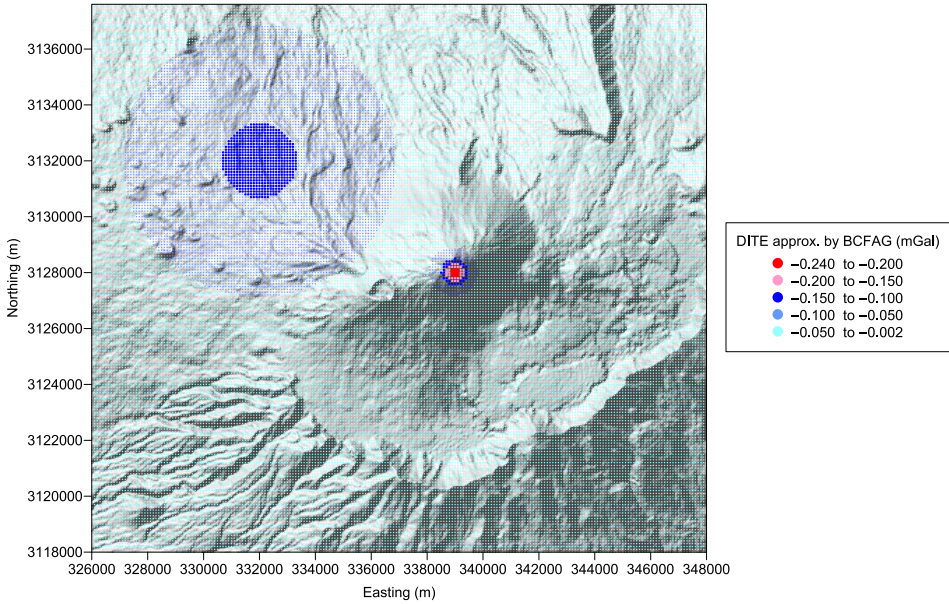 3136000
3134000
3132000
3130000
3128000
3126000
3124000
3122000
3120000
3118000
Northing (m)
326000 328000 330000 332000 334000 336000 338000 340000 342000 344000 346000 348000
Easting (m)
DITE approx. by BCFAG (mGal)
−0.240 to −0.200
−0.200 to −0.150
−0.150 to −0.100
−0.100 to −0.050
−0.050 to −0.002